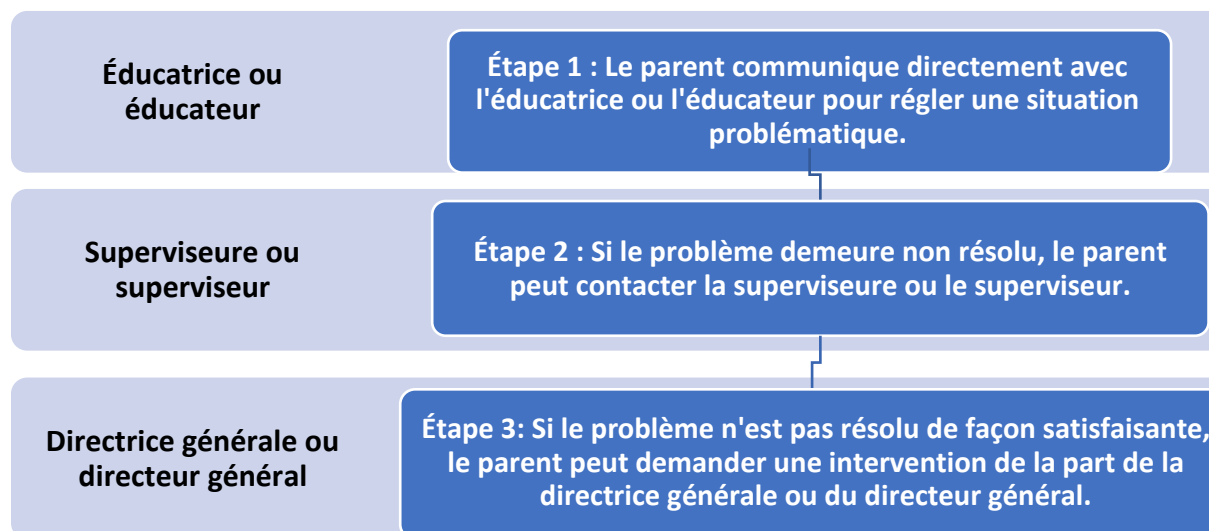 Éducatrice ou
éducateur
Étape 1 : Le parent communique directement avec
l'éducatrice ou l'éducateur pour régler une situation
problématique.
Superviseure ou
superviseur
Étape 2 : Si le problème demeure non résolu, le parent
peut contacter la superviseure ou le superviseur.
Directrice générale ou
directeur général
Étape 3: Si le problème n'est pas résolu de façon satisfaisante,
le parent peut demander une intervention de la part de la
directrice générale ou du directeur général.